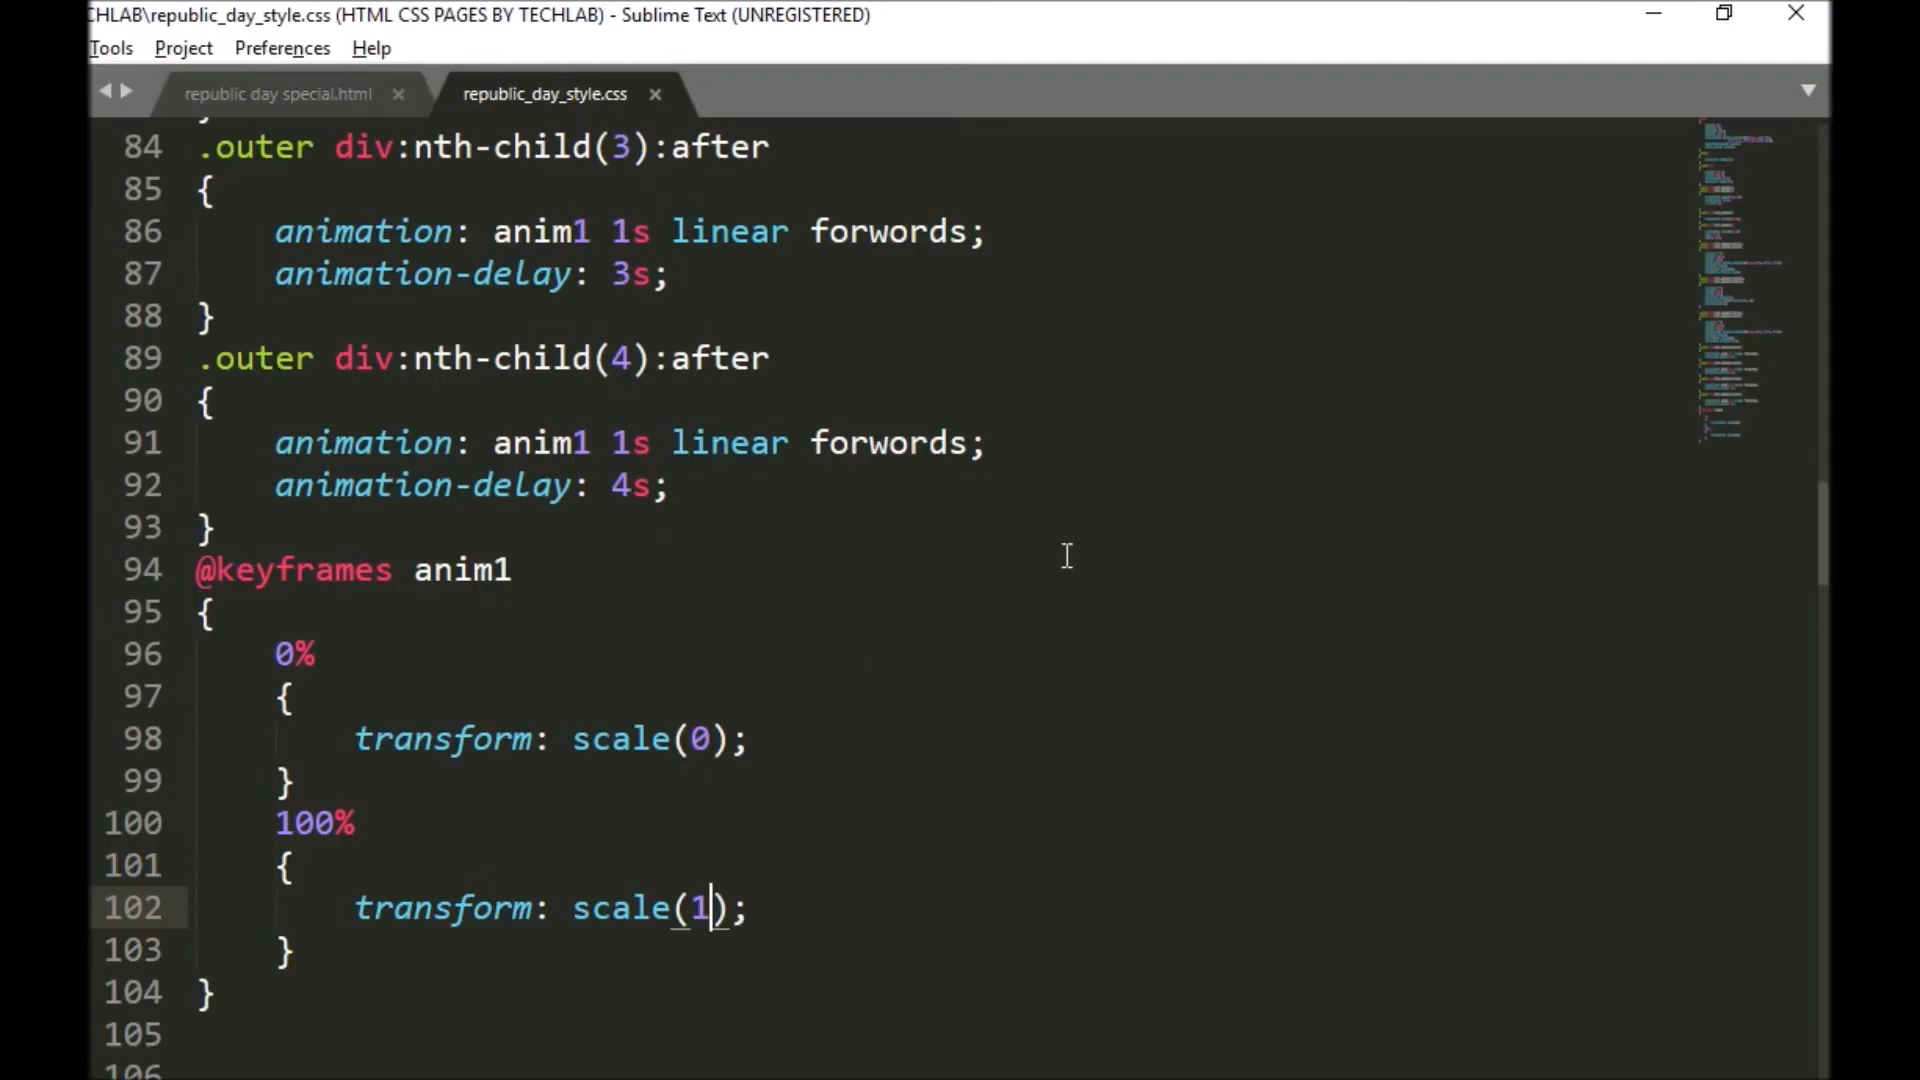 CHLAB\republic_day_style.css (HTML CSS PAGES BY TECHLAB) - Sublime Text (UNREGISTERED)
Tools Project Preferences Help
republic day special.html republic_day_style.css
84 .outer div:nth-child(3):after
85 {
86 animation: anim1 1s linear forwords;
87 animation-delay: 3s;
88 }
89 .outer div:nth-child(4):after
90 {
91 animation: anim1 1s linear forwords;
92 animation-delay: 4s;
93 }
94 @keyframes anim1
95 {
96 0%
97 {
98 transform: scale(0);
99 }
100 100%
101 {
102 transform: scale(1);
103 }
104 }
105
106